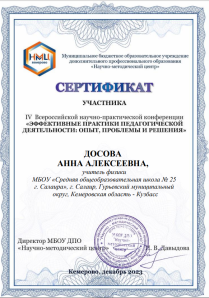 НМЦ
кемерово
Муниципальное бюджетное образовательное учреждение
дополнительного профессионального образования
«Научно-методический центр»
СЕРТИФИКАТ
УЧАСТНИКА
IV Всероссийской научно-практической конференции
«ЭФФЕКТИВНЫЕ ПРАКТИКИ ПЕДАГОГИЧЕСКОЙ
ДЕЯТЕЛЬНОСТИ: ОПЫТ, ПРОБЛЕМЫ И РЕШЕНИЯ»
ДОСОВА
АННА АЛЕКСЕЕВНА,
учитель физики
МБОУ «Средняя общеобразовательная школа № 25
г. Салаира», г. Салаир. Гурьевский муниципальный
округ, Кемеровская область - Кузбасс
Директор МБОУ ДПО
«Научно-методический центр»
И. В. Давыдова
Кемерово, декабрь 2023